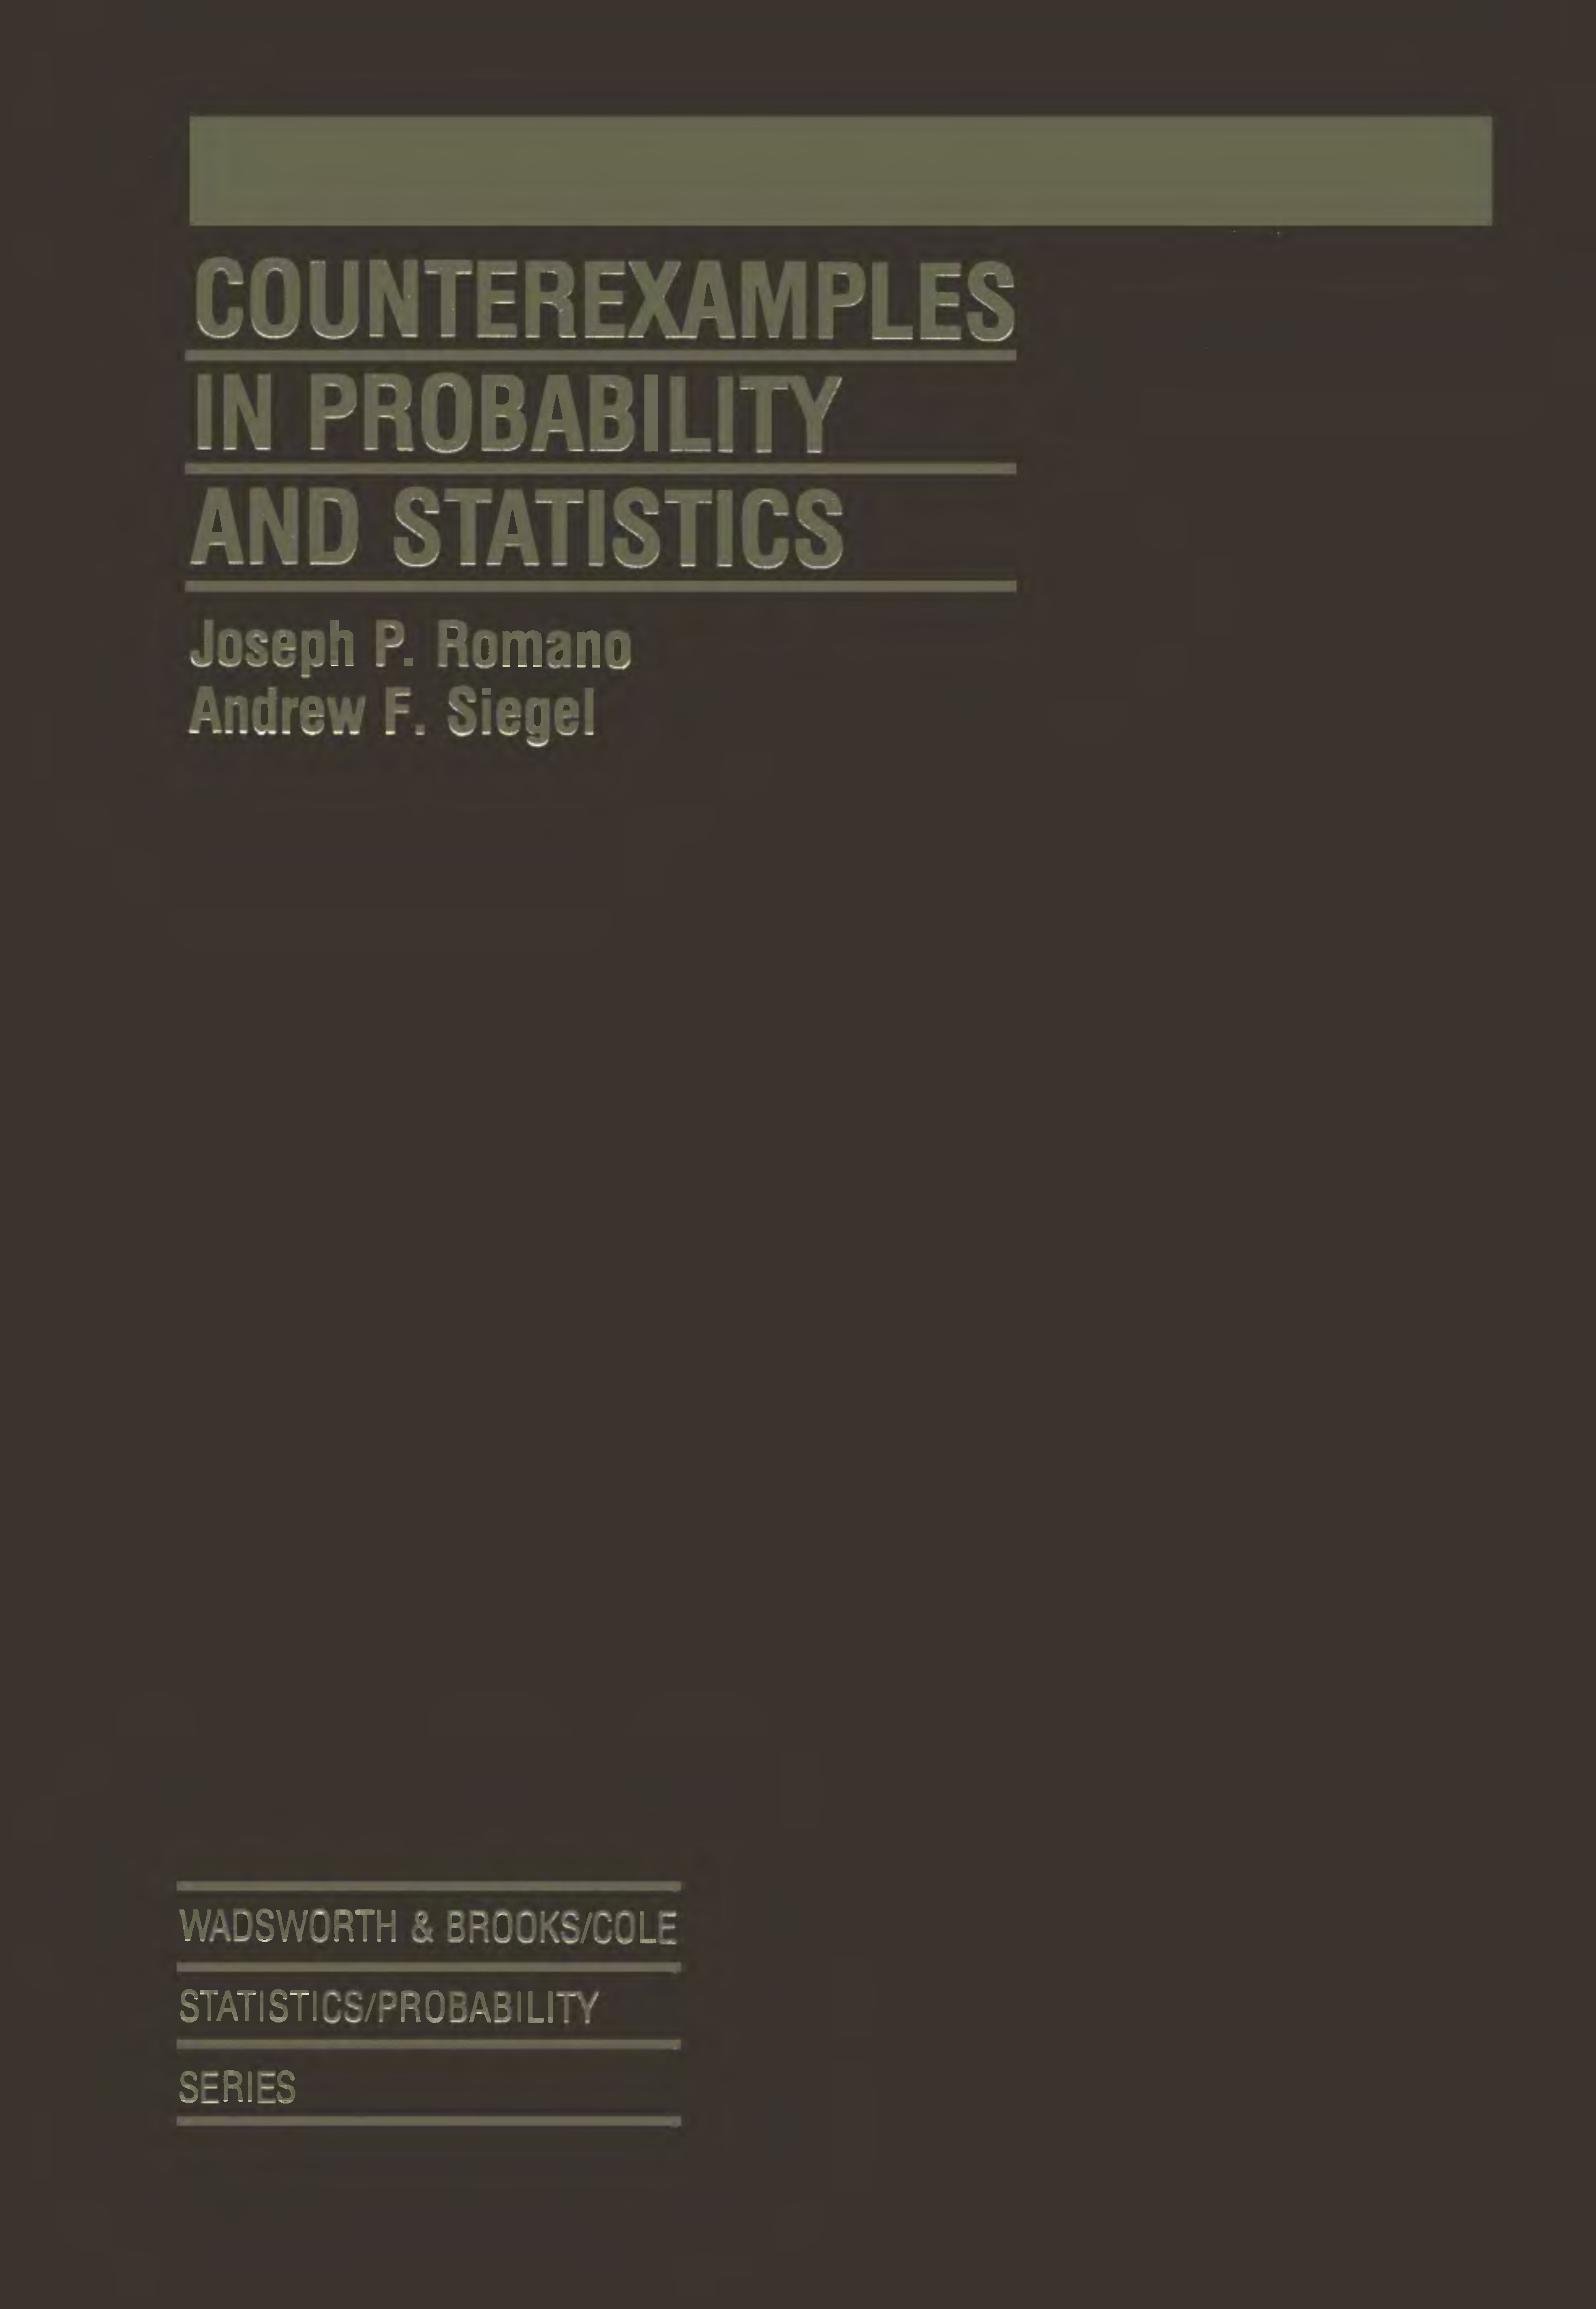 COUNTEREXAMPLES
IN PROBABILITY
AND STATISTICS
Joseph P. Romano
Andrew F. Siegel
WADSWORTH & BROOKS/COLE
STATISTICS/PROBABILITY
SERIES